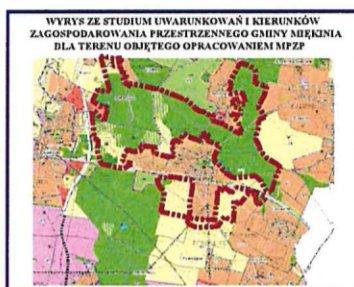 WYRYS ZE STUDIUM UWARUNKOWAŃ I KIERUNKÓW
ZAGOSPODAROWANIA PRZESTRZENNEGO GMINY MIĘKINIA
DLA TERENU OBJĘTEGO OPRACOWANIEM MPZP